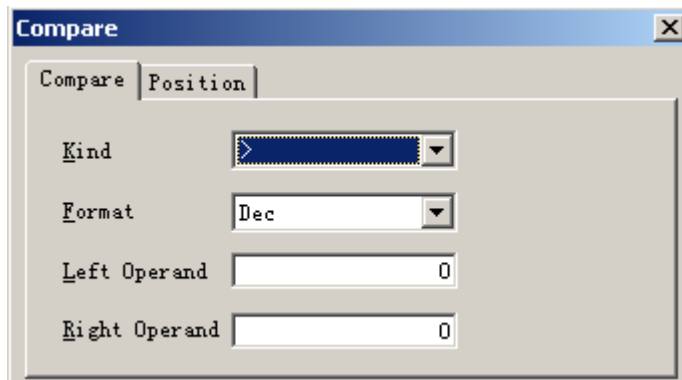 Compare
Compare Position
Kind >
Format Dec
Left Operand 0
Right Operand 0